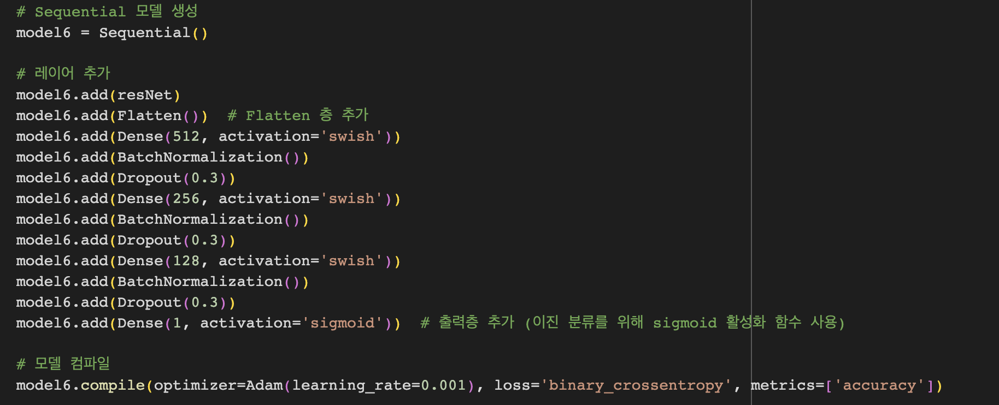 # Sequential 모델 생성
model6 = Sequential()
# 레이어 추가
model6.add(resNet)
model6.add(Flatten())  # Flatten 층 추가
model6.add(Dense(512, activation='swish'))
model6.add(BatchNormalization())
model6.add(Dropout(0.3))
model6.add(Dense(256, activation='swish'))
model6.add(BatchNormalization())
model6.add(Dropout(0.3))
model6.add(Dense(128, activation='swish'))
model6.add(BatchNormalization())
model6.add(Dropout(0.3))
model6.add(Dense(1, activation='sigmoid'))  # 출력층 추가 (이진 분류를 위해 sigmoid 활성화 함수 사용)
# 모델 컴파일
model6.compile(optimizer=Adam(learning_rate=0.001), loss='binary_crossentropy', metrics=['accuracy'])